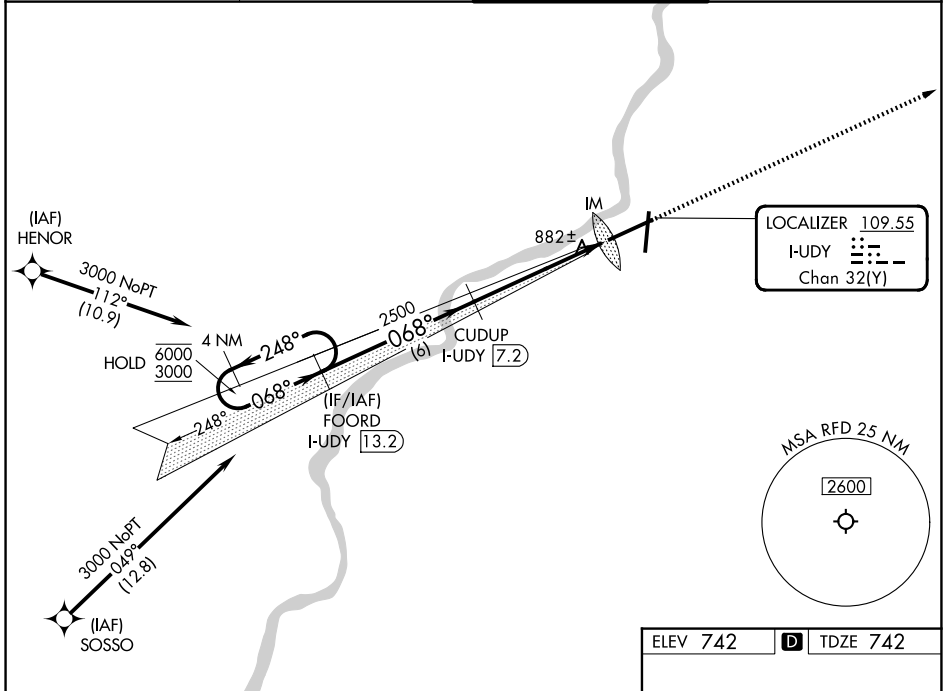 IM
882±
LOCALIZER 109.55
I-UDY
Chan 32(Y)
(IAF)
HENOR
3000 NoPT
112°
(10.9)
HOLD
6000
3000
4 NM
248°
068°
248°
2500
068°
(6)
CUDUP
I-UDY 7.2
(IF/IAF)
FOORD
I-UDY 13.2
3000 NoPT
049°
(12.8)
(IAF)
SOSSO
MSA RFD 25 NM
2600
ELEV 742 D TDZE 742